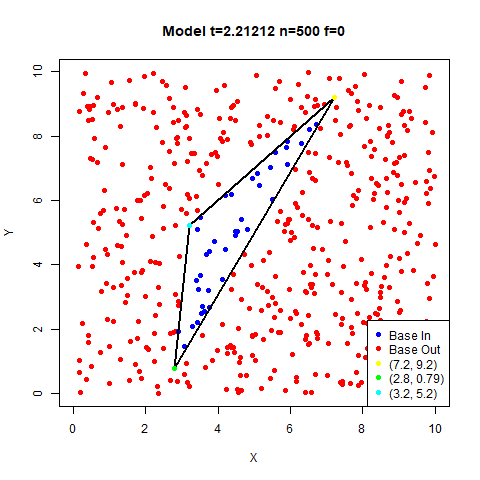 Model t=2.21212 n=500 f=0
10
8
6
4
2
0
Y
0 2 4 6 8 10
X
Base In
Base Out
(7.2, 9.2)
(2.8, 0.79)
(3.2, 5.2)